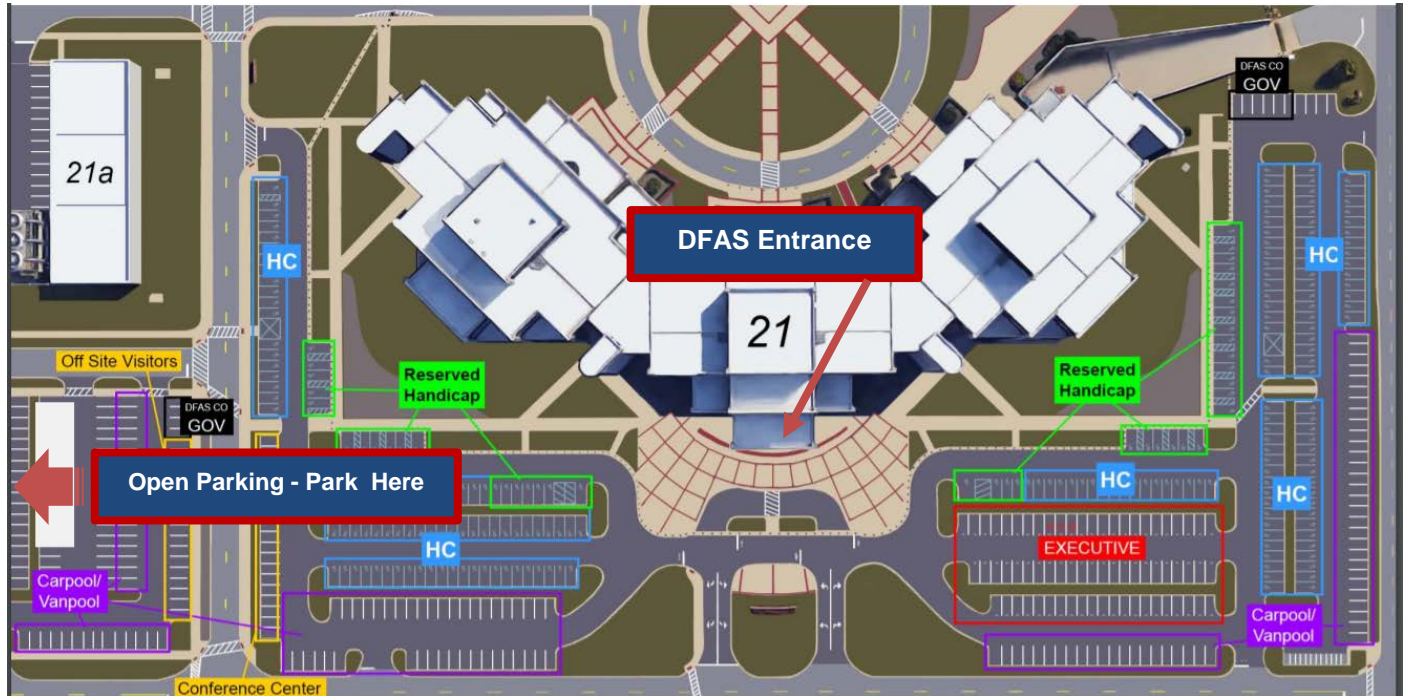 DFAS CO
GOV
21a
HC
DFAS Entrance
HC
21
Off Site Visitors
Reserved
Handicap
Reserved
Handicap
DFAS CO
GOV
Open Parking - Park Here
HC
HC
HC
EXECUTIVE
Carpool/
Vanpool
Carpool/
Vanpool
Conference Center